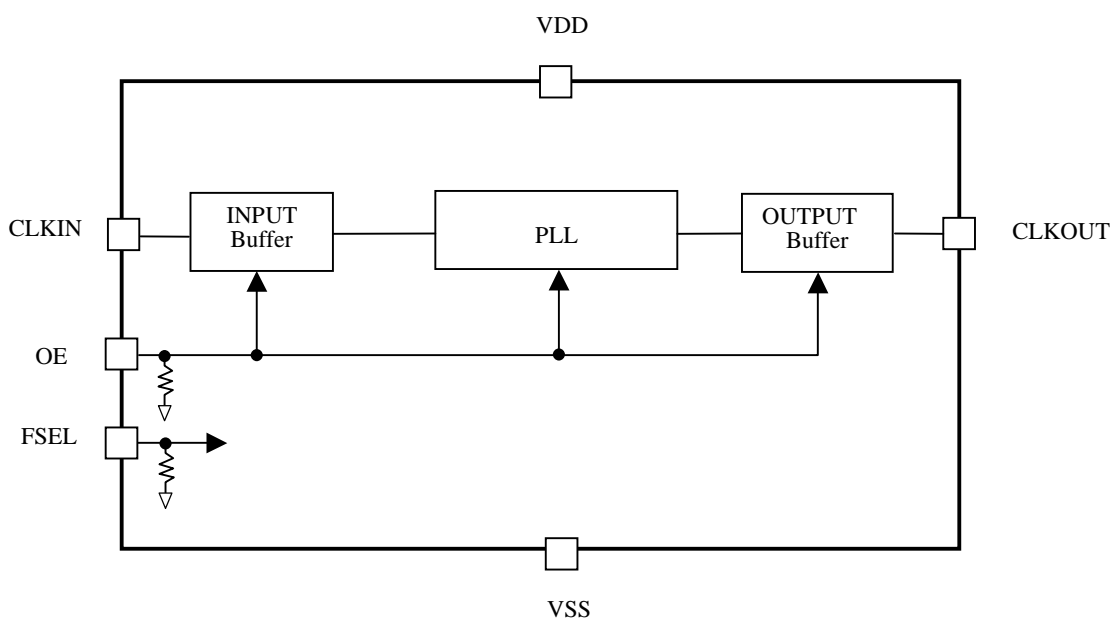 VDD
CLKIN
INPUT
Buffer
PLL
OUTPUT
Buffer
CLKOUT
OE
FSEL
VSS